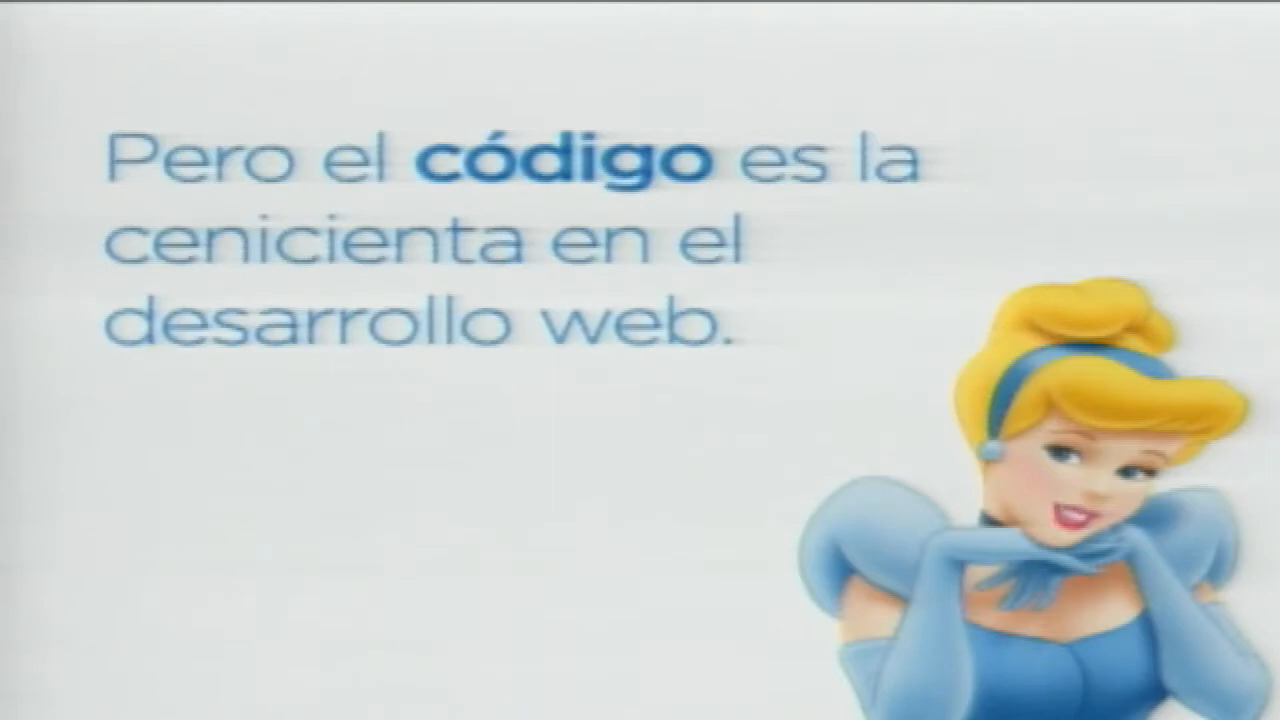 Pero el código es la
cenicienta en el
desarrollo web.